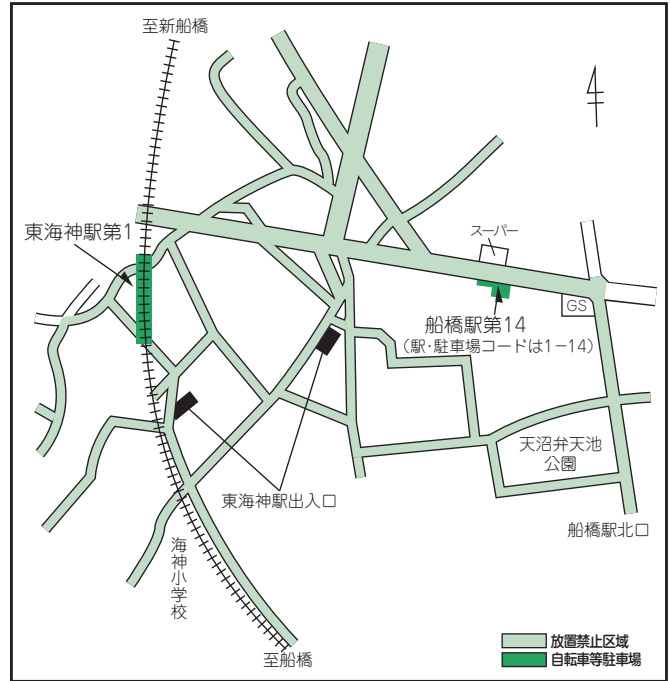 至新船橋
東海神駅第1
スーパー
GS
船橋駅第14
(駅・駐車場コードは1−14)
天沼弁天池
公園
東海神駅出入口
船橋駅北口
海神小学校
至船橋
放置禁止区域
自転車等駐車場